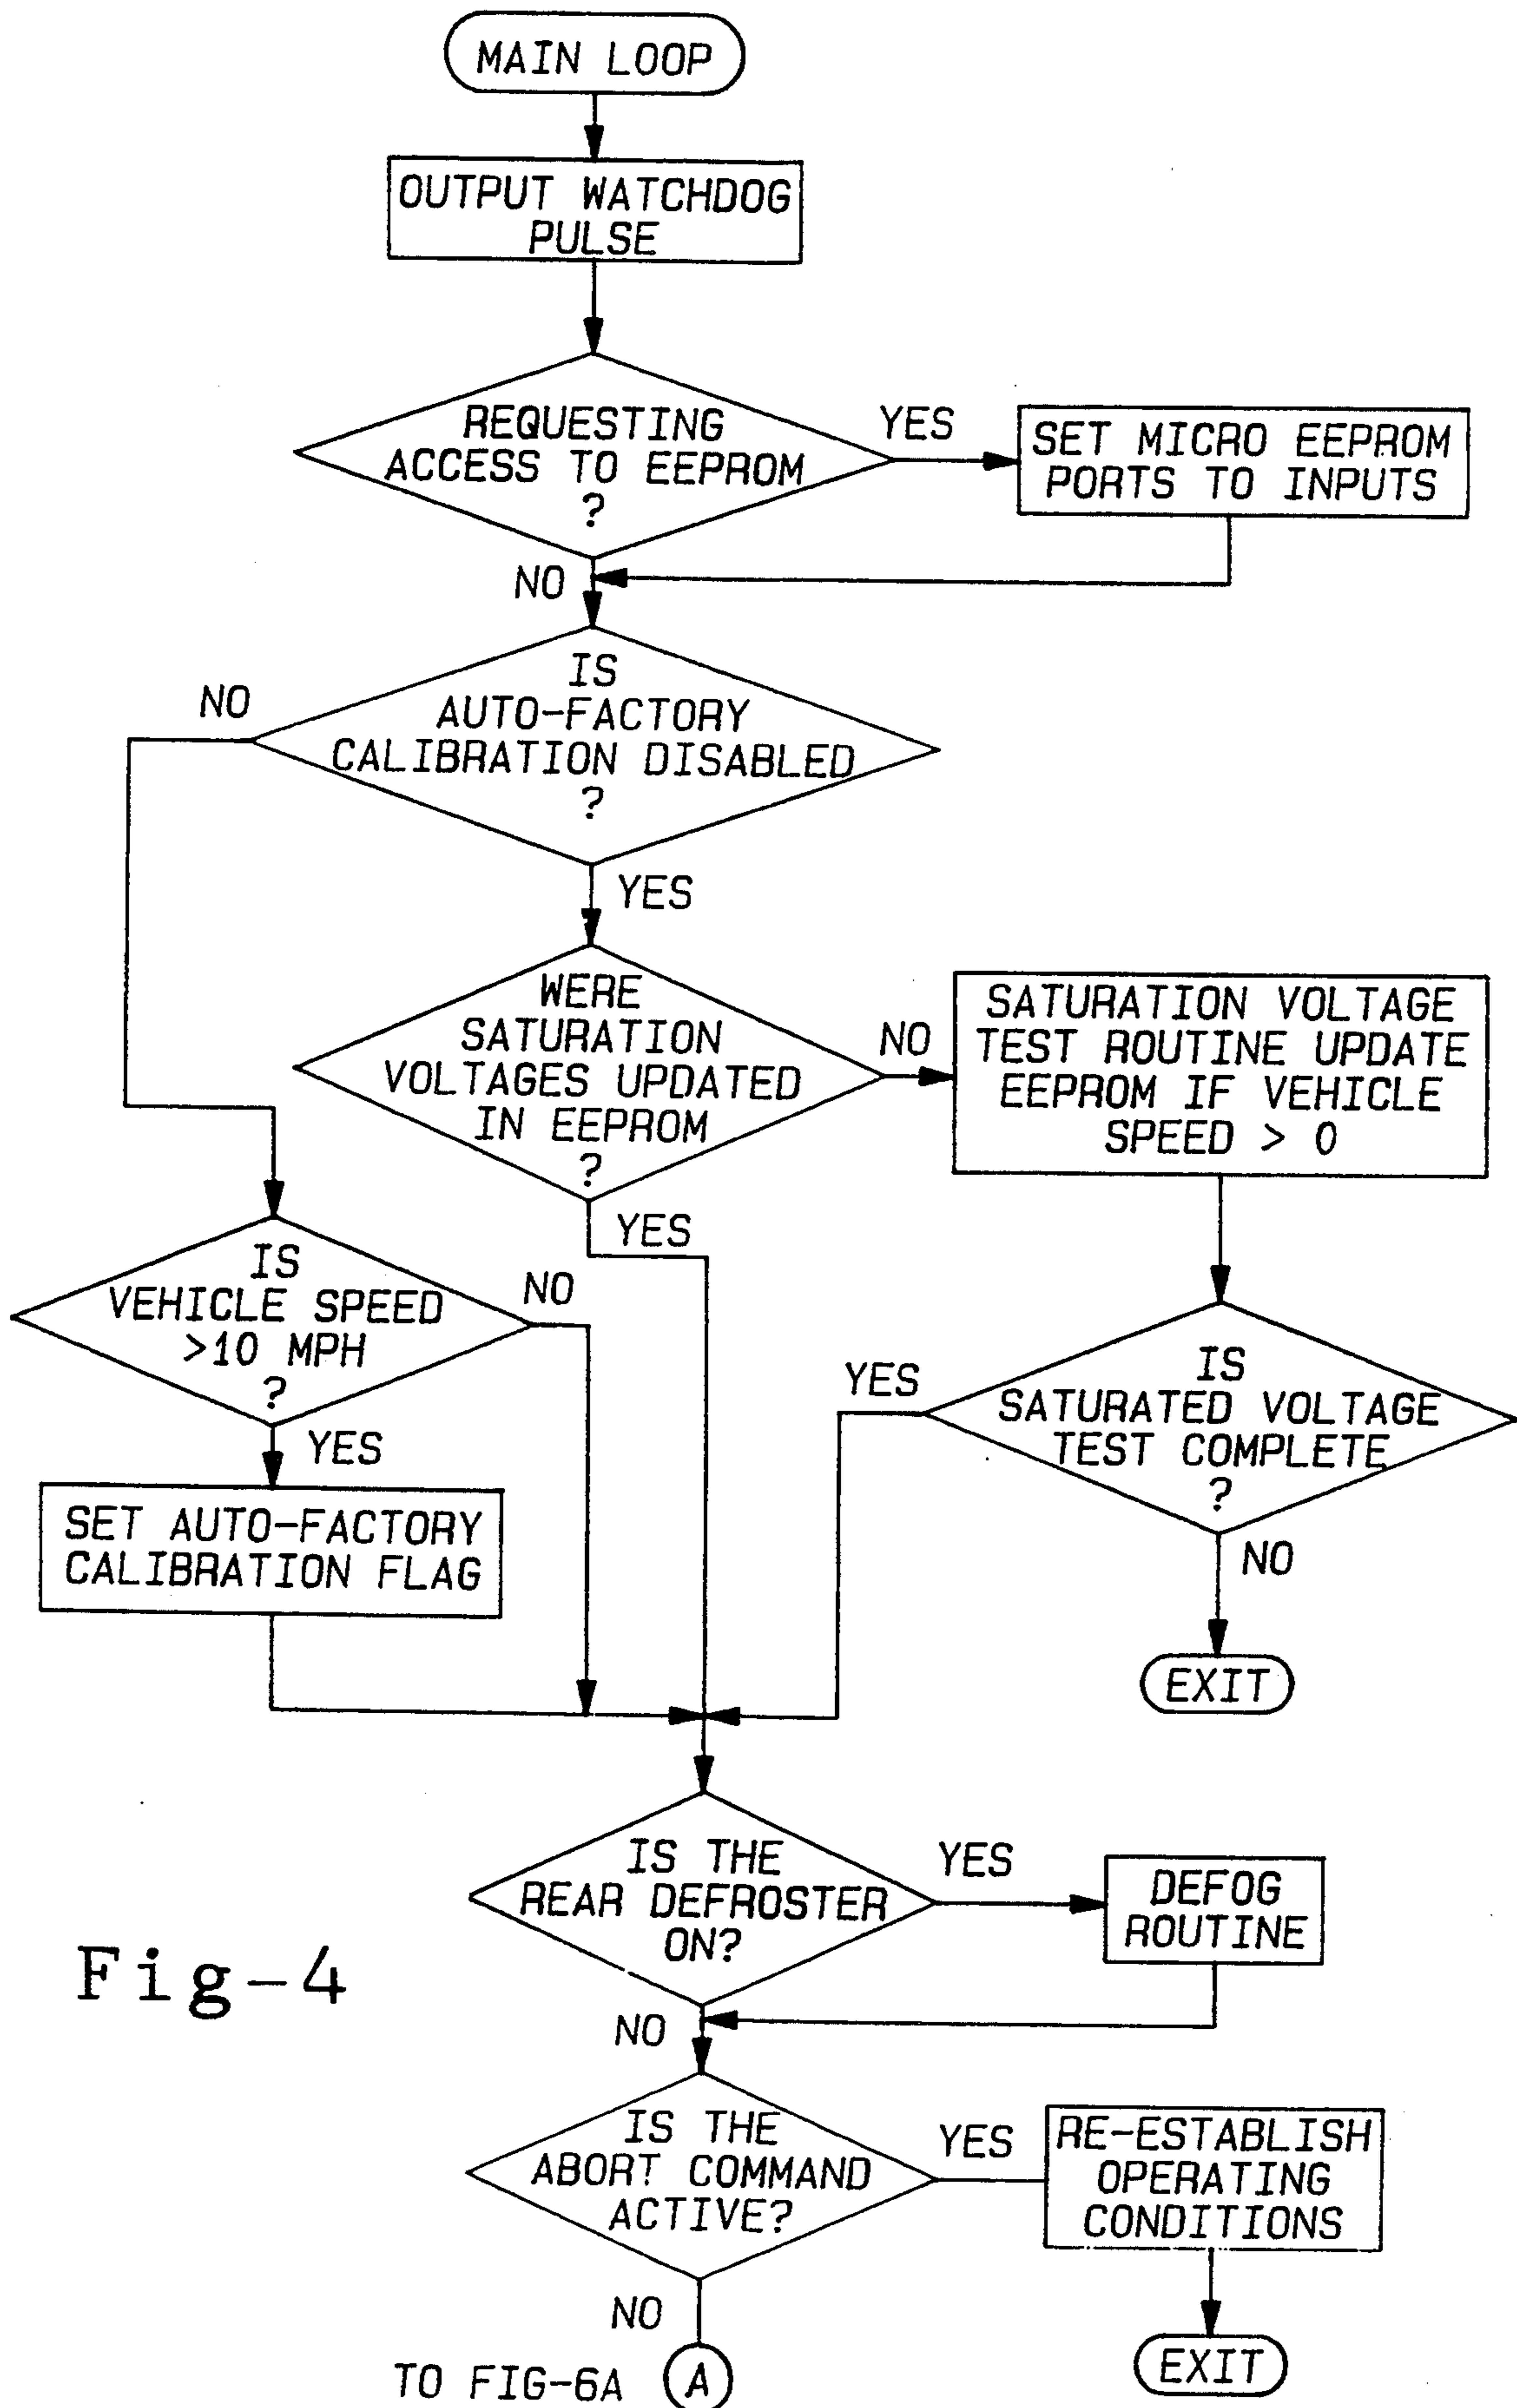 MAIN LOOP
OUTPUT WATCHDOG
PULSE
REQUESTING
ACCESS TO EEPROM
?
YES
SET MICRO EEPROM
PORTS TO INPUTS
NO
IS
AUTO-FACTORY
CALIBRATION DISABLED
?
NO
YES
WERE
SATURATION
VOLTAGES UPDATED
IN EEPROM
?
NO
SATURATION VOLTAGE
TEST ROUTINE UPDATE
EEPROM IF VEHICLE
SPEED > 0
YES
IS
VEHICLE SPEED
>10 MPH
?
NO
YES
IS
SATURATED VOLTAGE
TEST COMPLETE
?
YES
NO
SET AUTO-FACTORY
CALIBRATION FLAG
EXIT
IS THE
REAR DEFROSTER
ON?
YES
DEFOG
ROUTINE
Fig-4
NO
IS THE
ABORT COMMAND
ACTIVE?
YES
RE-ESTABLISH
OPERATING
CONDITIONS
NO
TO FIG-6A
A
EXIT